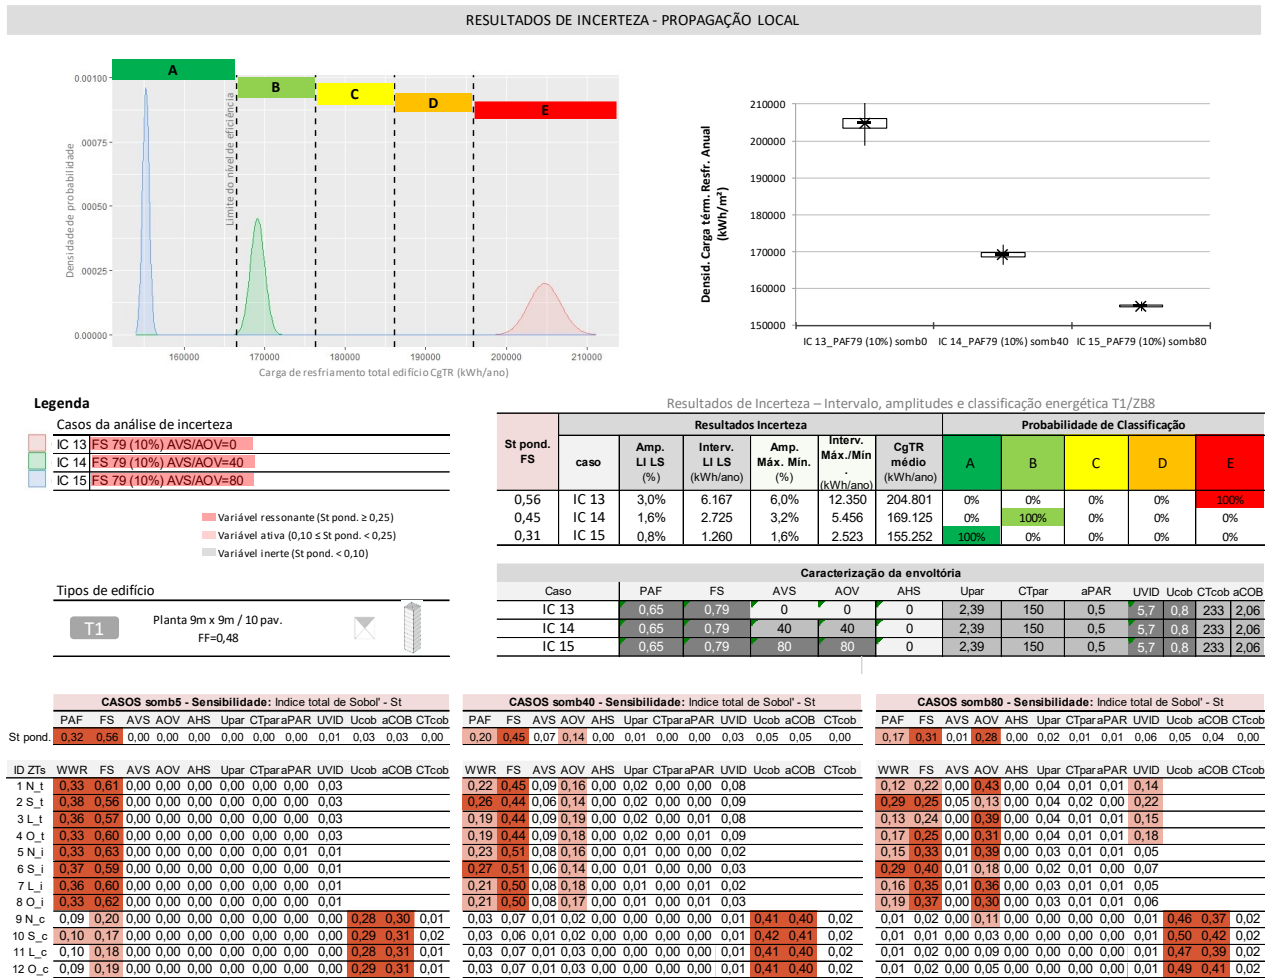 RESULTADOS DE INCERTEZA - PROPAGAÇÃO LOCAL
A
B
C
D
E
0.00100
00075
00050
00025
0.00000
Densidade de probabilidade
Limite do nível de eficiência
160000 170000 180000 190000 200000 210000
Carga de resfriamento total edifício CgTR (kWh/ano)
Densid. Carga térm. Resfr. Anual
(kWh/m²)
210000
200000
190000
180000
170000
160000
150000
IC 13_PAF79 (10%) somb0 IC 14_PAF79 (10%) somb40 IC 15_PAF79 (10%) somb80
Legenda
Casos da análise de incerteza
IC 13 FS 79 (10%) AVS/AOV=0
IC 14 FS 79 (10%) AVS/AOV=40
IC 15 FS 79 (10%) AVS/AOV=80
Variável ressonante (St pond. ≥ 0,25)
Variável ativa (0,10 ≤ St pond. < 0,25)
Variável inerte (St pond. < 0,10)
Tipos de edifício
T1
Planta 9m x 9m / 10 pav.
FF=0,48
Resultados de Incerteza – Intervalo, amplitudes e classificação energética T1/ZB8
St pond. FS
Resultados Incerteza Probabilidade de Classificação
caso Amp. LI LS (%) Interv. LI LS (kWh/ano) Amp. Máx. Mín. (%) Interv. Máx./Mín . (kWh/ano) CgTR médio (kWh/ano) A B C D E
0,56 IC 13 3,0% 6.167 6,0% 12.350 204.801 0% 0% 0% 0% 100%
0,45 IC 14 1,6% 2.725 3,2% 5.456 169.125 0% 100% 0% 0% 0%
0,31 IC 15 0,8% 1.260 1,6% 2.523 155.252 100% 0% 0% 0% 0%
Caracterização da envoltória
Caso PAF FS AVS AOV AHS Upar CTpar aPAR UVID Ucob CTcob aCOB
IC 13 0,65 0,79 0 0 0 2,39 150 0,5 5,7 0,8 233 2,06
IC 14 0,65 0,79 40 40 0 2,39 150 0,5 5,7 0,8 233 2,06
IC 15 0,65 0,79 80 80 0 2,39 150 0,5 5,7 0,8 233 2,06
CASOS somb5 - Sensibilidade: Indice total de Sobol' - St
PAF FS AVS AOV AHS Upar CTpar aPAR UVID Ucob aCOB CTcob
St pond. 0,32 0,56 0,00 0,00 0,00 0,00 0,00 0,00 0,01 0,03 0,03 0,00
ID ZTs WWR FS AVS AOV AHS Upar CTpar aPAR UVID Ucob aCOB CTcob
1 N_t 0,33 0,61 0,00 0,00 0,00 0,00 0,00 0,00 0,03
2 S_t 0,38 0,56 0,00 0,00 0,00 0,00 0,00 0,00 0,03
3 L_t 0,36 0,57 0,00 0,00 0,00 0,00 0,00 0,00 0,03
4 O_t 0,33 0,60 0,00 0,00 0,00 0,00 0,00 0,00 0,03
5 N_i 0,33 0,63 0,00 0,00 0,00 0,00 0,00 0,01 0,01
6 S_i 0,37 0,59 0,00 0,00 0,00 0,00 0,00 0,00 0,01
7 L_i 0,36 0,60 0,00 0,00 0,00 0,00 0,00 0,00 0,01
8 O_i 0,33 0,62 0,00 0,00 0,00 0,00 0,00 0,00 0,01
9 N_c 0,09 0,20 0,00 0,00 0,00 0,00 0,00 0,00 0,00 0,28 0,30 0,01
10 S_c 0,10 0,17 0,00 0,00 0,00 0,00 0,00 0,00 0,00 0,29 0,31 0,02
11 L_c 0,10 0,18 0,00 0,00 0,00 0,00 0,00 0,00 0,00 0,28 0,31 0,01
12 O_c 0,09 0,19 0,00 0,00 0,00 0,00 0,00 0,00 0,00 0,29 0,31 0,01
CASOS somb40 - Sensibilidade: Indice total de Sobol' - St
PAF FS AVS AOV AHS Upar CTpar aPAR UVID Ucob aCOB CTcob
0,20 0,45 0,07 0,14 0,00 0,01 0,00 0,00 0,03 0,05 0,05 0,00
WWR FS AVS AOV AHS Upar CTpar aPAR UVID Ucob aCOB CTcob
0,22 0,45 0,09 0,16 0,00 0,02 0,00 0,00 0,08
0,26 0,44 0,06 0,14 0,00 0,02 0,00 0,00 0,09
0,19 0,44 0,09 0,19 0,00 0,02 0,00 0,01 0,08
0,19 0,44 0,09 0,18 0,00 0,02 0,00 0,01 0,09
0,23 0,51 0,08 0,16 0,00 0,01 0,00 0,00 0,02
0,27 0,51 0,06 0,14 0,00 0,01 0,00 0,00 0,03
0,21 0,50 0,08 0,18 0,00 0,01 0,00 0,01 0,02
0,21 0,50 0,08 0,17 0,00 0,01 0,00 0,01 0,03
0,03 0,07 0,01 0,02 0,00 0,00 0,00 0,00 0,01 0,41 0,40 0,02
0,03 0,06 0,01 0,02 0,00 0,00 0,00 0,00 0,01 0,42 0,41 0,02
0,03 0,07 0,01 0,03 0,00 0,00 0,00 0,00 0,01 0,41 0,40 0,02
0,03 0,07 0,01 0,03 0,00 0,00 0,00 0,00 0,01 0,41 0,40 0,02
CASOS somb80 - Sensibilidade: Indice total de Sobol' - St
PAF FS AVS AOV AHS Upar CTpar aPAR UVID Ucob aCOB CTcob
0,17 0,31 0,01 0,28 0,00 0,02 0,01 0,01 0,06 0,05 0,04 0,00
WWR FS AVS AOV AHS Upar CTpar aPAR UVID Ucob aCOB CTcob
0,12 0,22 0,00 0,43 0,00 0,04 0,01 0,01 0,14
0,29 0,25 0,05 0,13 0,00 0,04 0,00 0,02 0,22
0,13 0,24 0,00 0,39 0,00 0,04 0,01 0,01 0,15
0,17 0,25 0,00 0,31 0,00 0,04 0,01 0,02 0,18
0,15 0,33 0,01 0,39 0,00 0,03 0,01 0,01 0,05
0,29 0,40 0,01 0,18 0,00 0,02 0,01 0,00 0,07
0,16 0,35 0,01 0,36 0,00 0,03 0,01 0,01 0,05
0,19 0,37 0,00 0,30 0,00 0,03 0,01 0,01 0,06
0,01 0,02 0,00 0,11 0,00 0,00 0,00 0,00 0,01 0,46 0,37 0,02
0,01 0,01 0,00 0,03 0,00 0,00 0,00 0,00 0,01 0,50 0,42 0,02
0,01 0,02 0,00 0,09 0,00 0,00 0,00 0,00 0,01 0,47 0,39 0,02
0,01 0,02 0,00 0,05 0,00 0,00 0,00 0,00 0,01 0,49 0,41 0,02